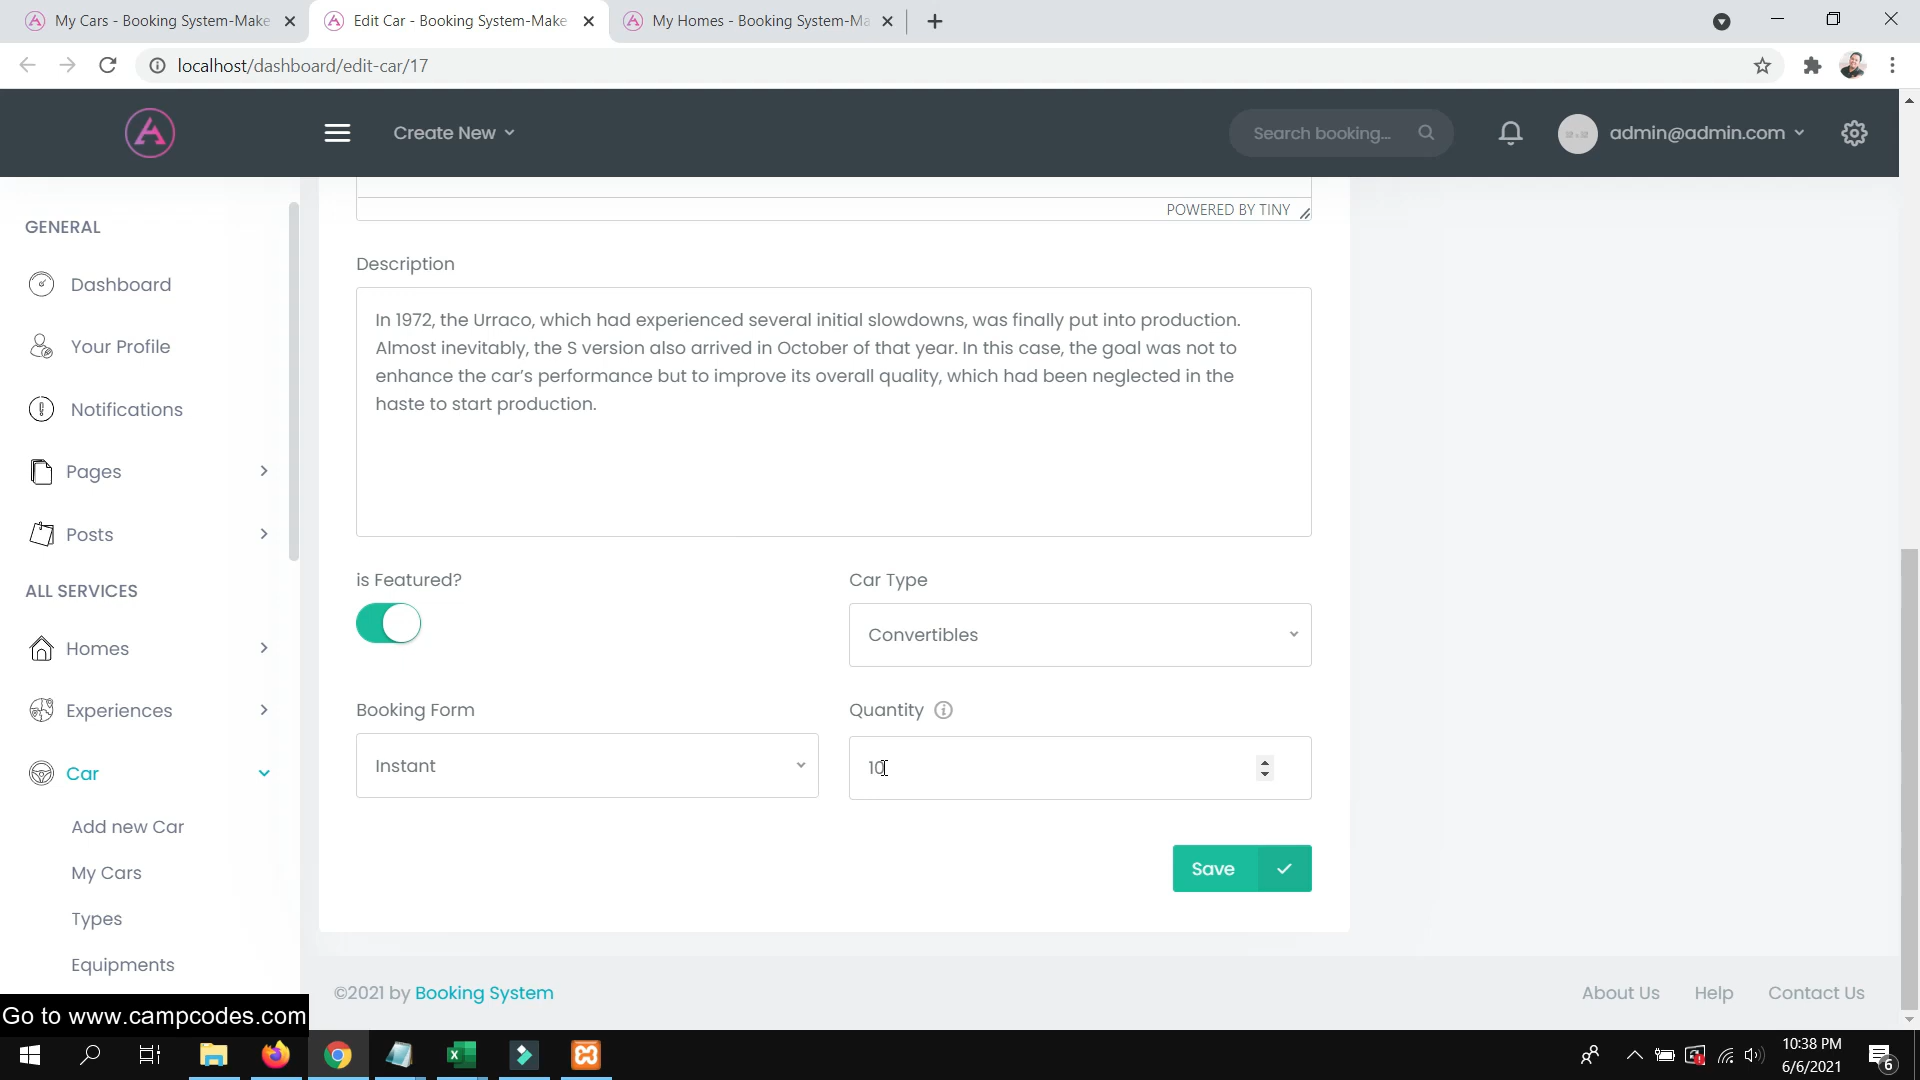 My Cars - Booking System-Make
Edit Car - Booking System-Make
My Homes - Booking System-Ma
localhost/dashboard/edit-car/17
Create New
Search booking...
admin@admin.com
POWERED BY TINY
GENERAL
Dashboard
Your Profile
Notifications
Pages
Posts
ALL SERVICES
Homes
Experiences
Car
Add new Car
My Cars
Types
Equipments
Description
In 1972, the Urraco, which had experienced several initial slowdowns, was finally put into production.
Almost inevitably, the S version also arrived in October of that year. In this case, the goal was not to
enhance the car’s performance but to improve its overall quality, which had been neglected in the
haste to start production.
is Featured?
Car Type
Convertibles
Booking Form
Quantity
Instant
10
Save
©2021 by Booking System
About Us
Help
Contact Us
Go to www.campcodes.com
10:38 PM
6/6/2021
6